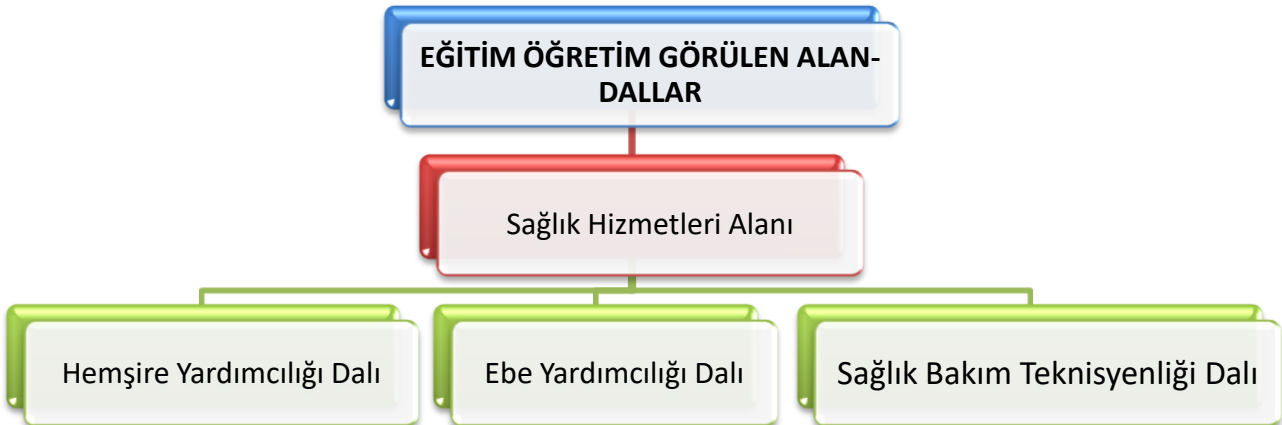 EĞİTİM ÖĞRETİM GÖRÜLEN ALAN-
DALLAR
Sağlık Hizmetleri Alanı
Hemşire Yardımcılığı Dalı
Ebe Yardımcılığı Dalı
Sağlık Bakım Teknisyenliği Dalı